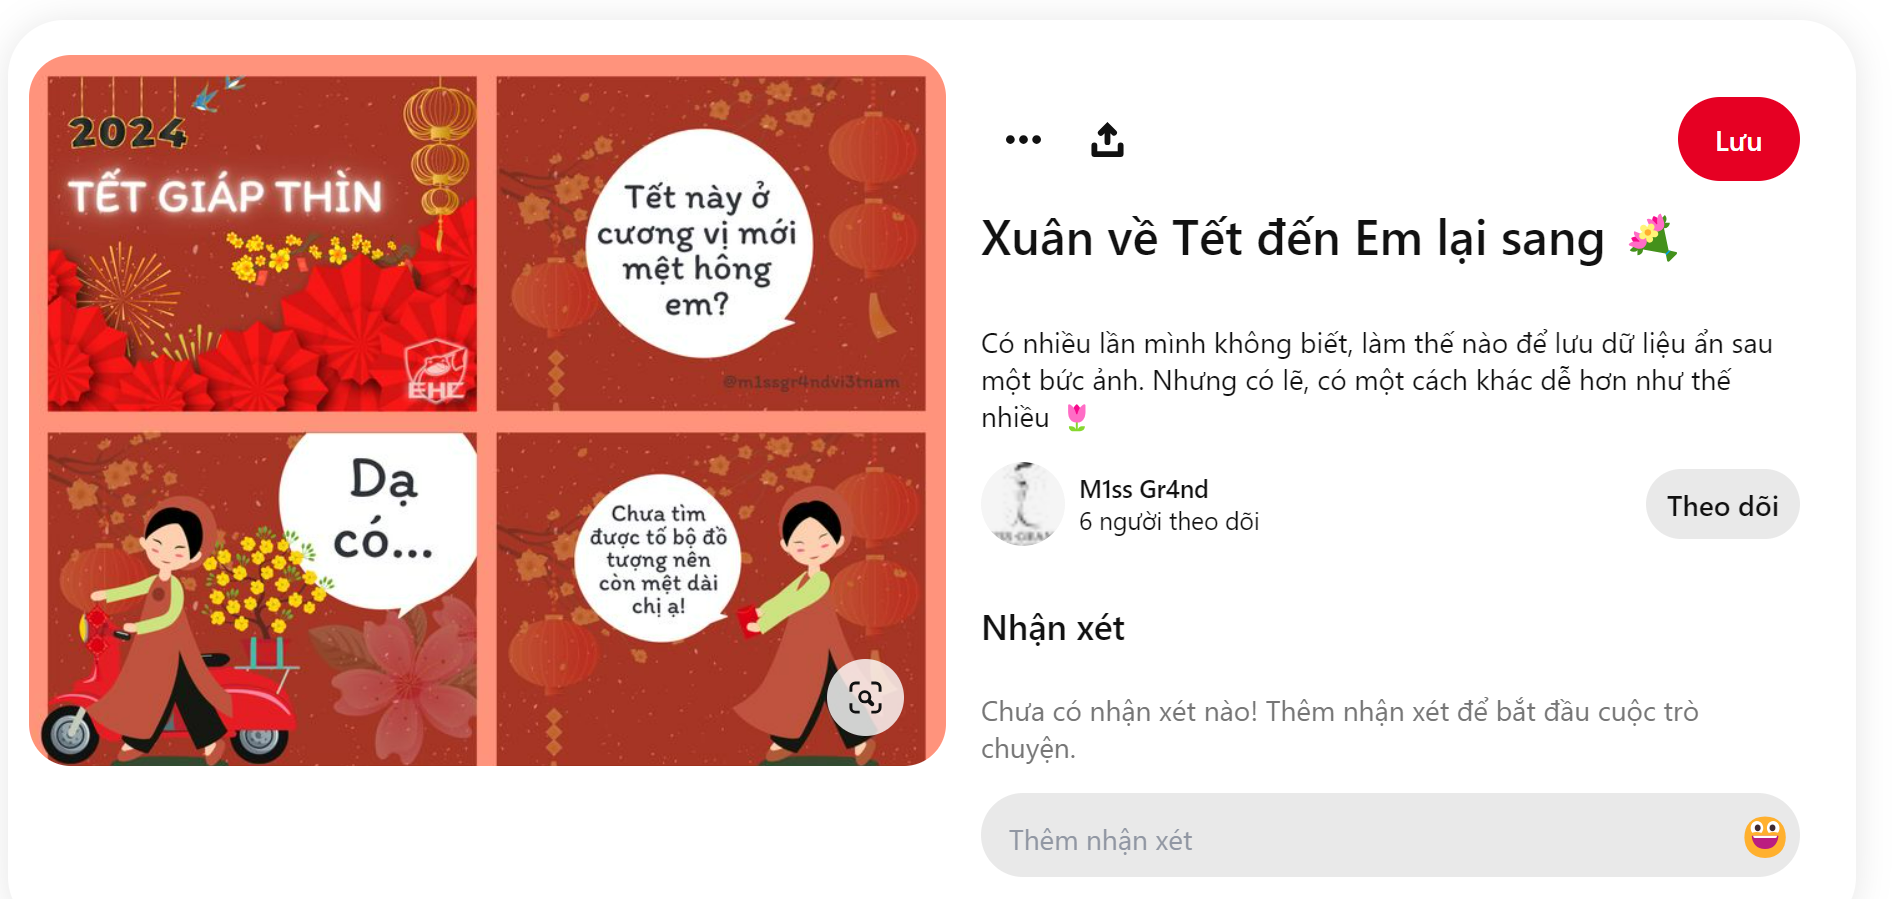 2024
TẾT GIÁP THÌN
EHC
Tết này ở
cương vị mới
mệt hông
em?
@m1ssgr4ndvi3tnam
Dạ
có...
Chưa tìm
được tố bộ đồ
tượng nên
còn mệt dài
chị ạ!
Lưu
Xuân về Tết đến Em lại sang 💐
Có nhiều lần mình không biết, làm thế nào để lưu dữ liệu ẩn sau
một bức ảnh. Nhưng có lẽ, có một cách khác dễ hơn như thế
nhiều 🌷
M1ss Gr4nd
6 người theo dõi
Theo dõi
Nhận xét
Chưa có nhận xét nào! Thêm nhận xét để bắt đầu cuộc trò
chuyện.
Thêm nhận xét